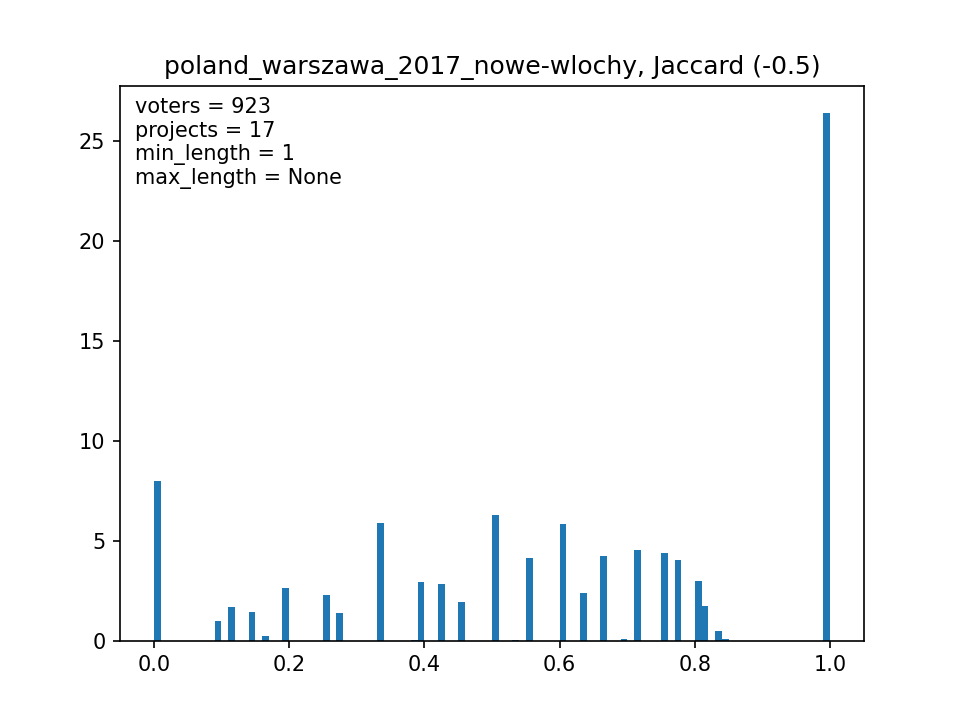 poland_warszawa_2017_nowe-wlochy, Jaccard (-0.5)
voters = 923
projects = 17
min_length = 1
max_length = None
25
20
15
10
5
0
0.0 0.2 0.4 0.6 0.8 1.0